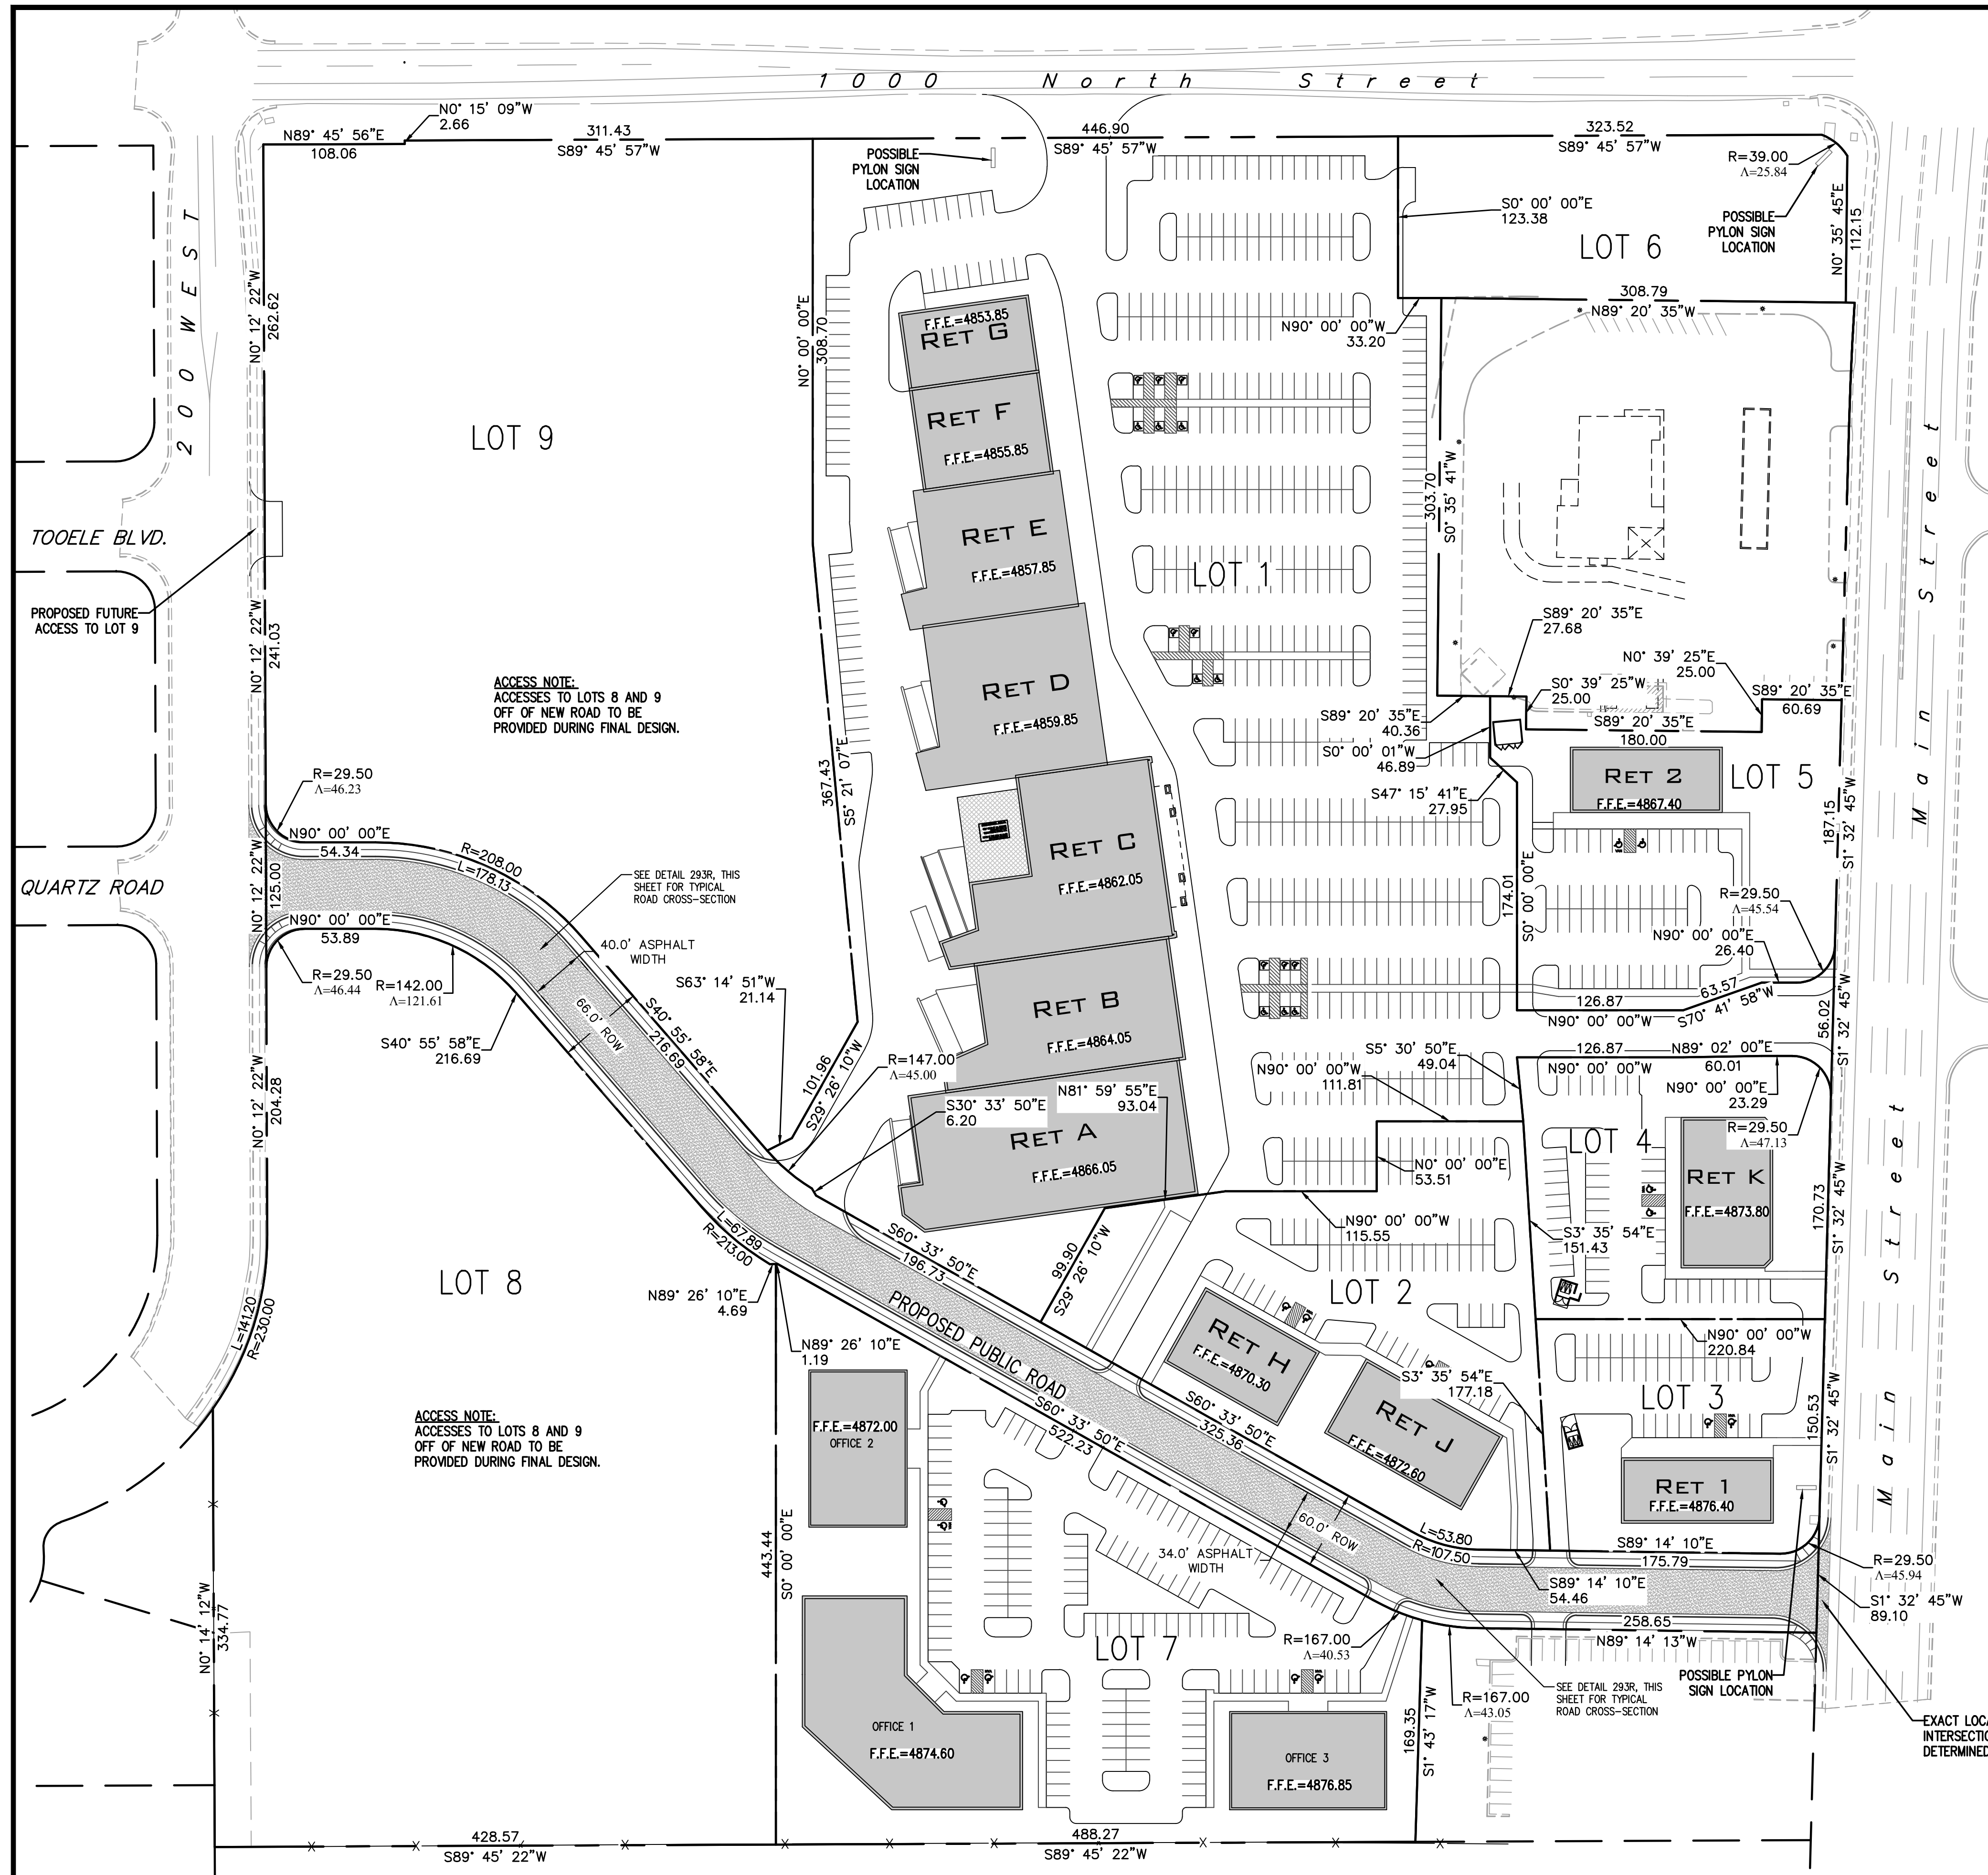 1000 North Street
N0° 15' 09"W
2.66
N89° 45' 56"E
108.06
311.43
S89° 45' 57"W
446.90
S89° 45' 57"W
323.52
S89° 45' 57"W
POSSIBLE
PYLON SIGN
LOCATION
R=39.00
Λ=25.84
N0° 35' 45"E
112.15
S0° 00' 00"E
123.38
POSSIBLE
PYLON SIGN
LOCATION
LOT 6
200 WEST
N0° 12' 22"W
262.62
N0° 00' 00"E
308.70
308.79
N89° 20' 35"W
N90° 00' 00"W
33.20
F.F.E.=4853.85
RET G
RET F
F.F.E.=4855.85
LOT 9
RET E
F.F.E.=4857.85
LOT 1
303.70
S0° 35' 41"W
Main Street
TOOELE BLVD.
PROPOSED FUTURE
ACCESS TO LOT 9
N0° 12' 22"W
241.03
ACCESS NOTE:
ACCESSES TO LOTS 8 AND 9
OFF OF NEW ROAD TO BE
PROVIDED DURING FINAL DESIGN.
RET D
F.F.E.=4859.85
S89° 20' 35"E
27.68
N0° 39' 25"E
25.00
S0° 39' 25"W
25.00
S89° 20' 35"E
60.69
S89° 20' 35"E
40.36
S89° 20' 35"E
180.00
S0° 00' 01"W
46.89
S47° 15' 41"E
27.95
RET 2
F.F.E.=4867.40
LOT 5
187.15
S1° 32' 45"W
367.43
S5° 21' 07"E
R=29.50
Λ=46.23
N90° 00' 00"E
54.34
R=208.00
L=178.13
SEE DETAIL 293R, THIS
SHEET FOR TYPICAL
ROAD CROSS-SECTION
RET C
F.F.E.=4862.05
174.01
S0° 00' 00"E
R=29.50
Λ=45.54
QUARTZ ROAD
N0° 12' 22"W
125.00
N90° 00' 00"E
53.89
40.0' ASPHALT
WIDTH
N90° 00' 00"E
26.40
R=29.50
Λ=46.44
R=142.00
Λ=121.61
S63° 14' 51"W
21.14
RET B
F.F.E.=4864.05
126.87
N90° 00' 00"W
63.57
S70° 41' 58"W
66.0' ROW
S40° 55' 58"E
216.69
S40° 55' 58"E
216.69
56.02
S1° 32' 45"W
S5° 30' 50"E
49.04
126.87
N90° 00' 00"W
N89° 02' 00"E
60.01
N90° 00' 00"W
111.81
N90° 00' 00"E
23.29
R=147.00
Λ=45.00
101.96
S29° 26' 10"W
S30° 33' 50"E
6.20
N81° 59' 55"E
93.04
N0° 12' 22"W
204.28
RET A
F.F.E.=4866.05
R=29.50
Λ=47.13
LOT 4
RET K
F.F.E.=4873.80
N0° 00' 00"E
53.51
Main Street
170.73
S1° 32' 45"W
N90° 00' 00"W
115.55
S3° 35' 54"E
151.43
L=67.89
R=213.00
S60° 33' 50"E
196.73
99.90
S29° 26' 10"W
LOT 8
LOT 2
N89° 26' 10"E
4.69
L=141.20
R=230.00
PROPOSED PUBLIC ROAD
N89° 26' 10"E
1.19
RET H
F.F.E.=4870.30
N90° 00' 00"W
220.84
S3° 35' 54"E
177.18
LOT 3
ACCESS NOTE:
ACCESSES TO LOTS 8 AND 9
OFF OF NEW ROAD TO BE
PROVIDED DURING FINAL DESIGN.
F.F.E.=4872.00
OFFICE 2
S60° 33' 50"E
522.23
S60° 33' 50"E
325.36
RET J
F.F.E.=4872.60
150.53
S1° 32' 45"W
RET 1
F.F.E.=4876.40
60.0' ROW
34.0' ASPHALT
WIDTH
L=53.80
R=107.50
S89° 14' 10"E
175.79
R=29.50
Λ=45.94
S89° 14' 10"E
54.46
S1° 32' 45"W
89.10
443.44
S0° 00' 00"E
N0° 14' 12"W
334.77
258.65
N89° 14' 13"W
LOT 7
R=167.00
Λ=40.53
POSSIBLE PYLON
SIGN LOCATION
SEE DETAIL 293R, THIS
SHEET FOR TYPICAL
ROAD CROSS-SECTION
R=167.00
Λ=43.05
169.35
S1° 43' 17"W
EXACT LOCA
INTERSECTIO
DETERMINED
OFFICE 1
F.F.E.=4874.60
OFFICE 3
F.F.E.=4876.85
428.57
S89° 45' 22"W
488.27
S89° 45' 22"W